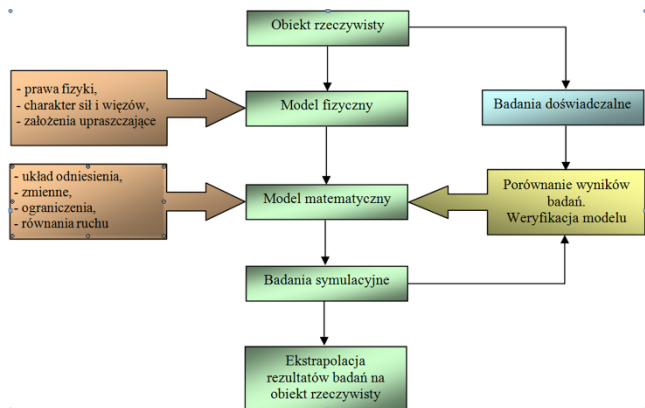 Obiekt rzeczywisty
- prawa fizyki,
- charakter sił i więzów,
- założenia upraszczające
Model fizyczny
Badania doświadczalne
- układ odniesienia,
- zmienne,
- ograniczenia,
- równania ruchu
Model matematyczny
Porównanie wyników
badań.
Weryfikacja modelu
Badania symulacyjne
Ekstrapolacja
rezultatów badań na
obiekt rzeczywisty